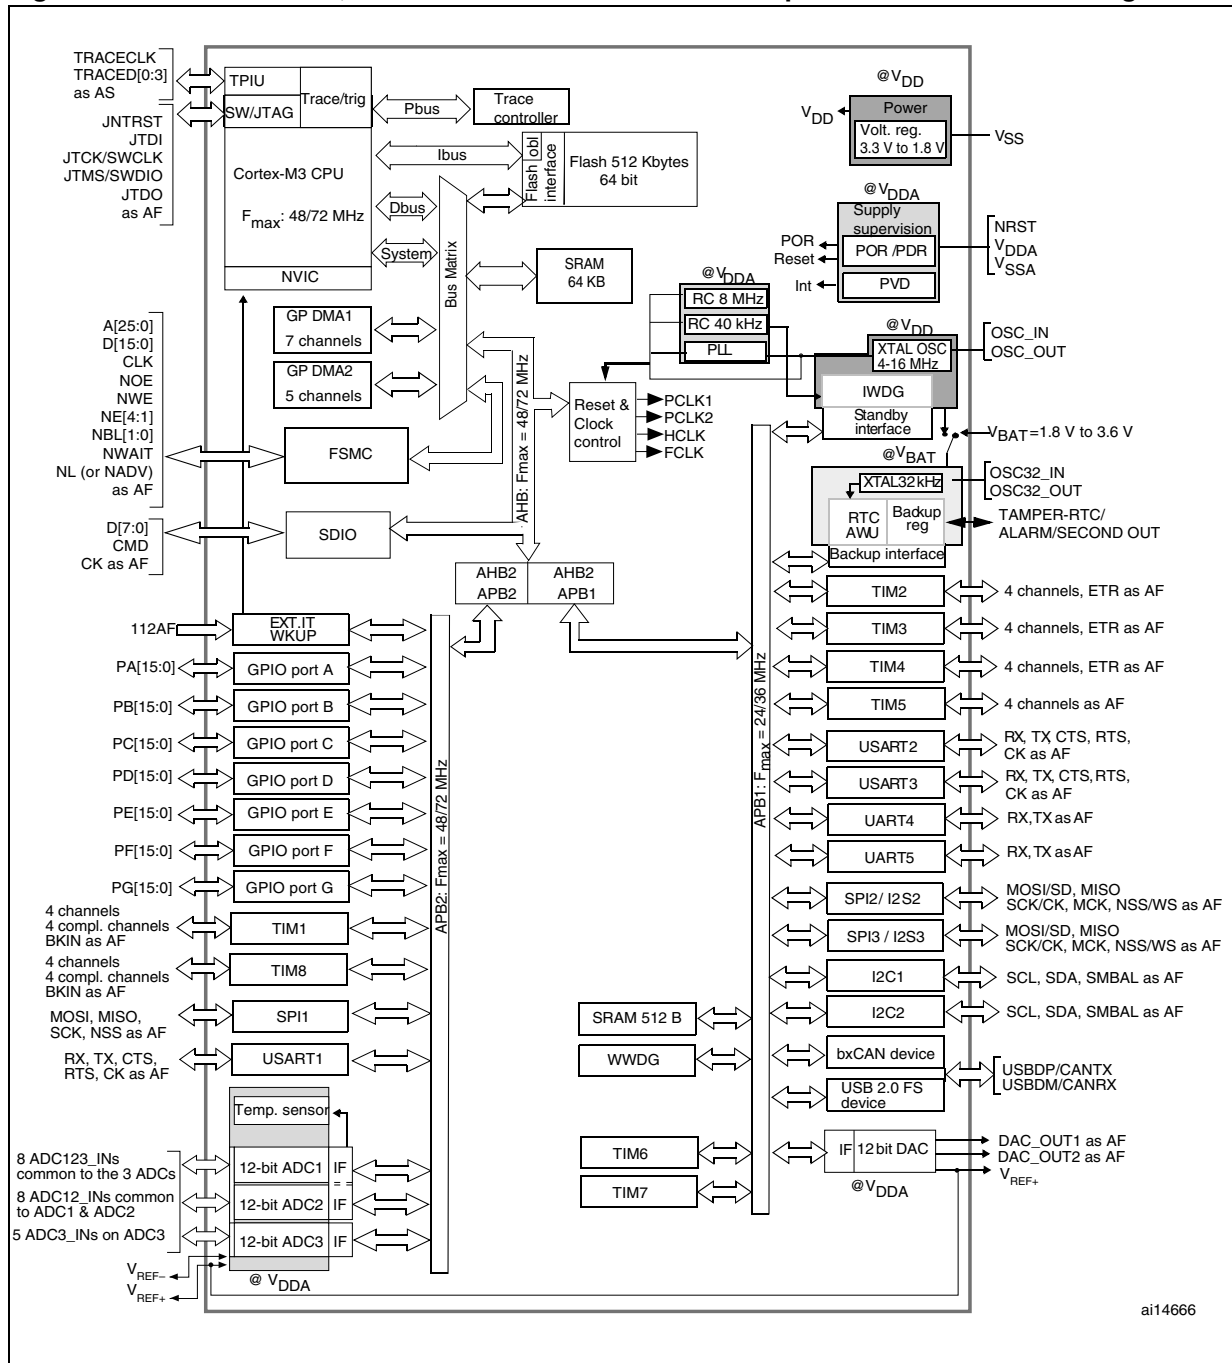 TRACECLK
TRACED[0:3]
as AS
JNTRST
JTDI
JTCK/SWCLK
JTMS/SWDIO
JTDO
as AF
TPIU
SW/JTAG
Trace/trig
Pbus
Trace
controller
Cortex-M3 CPU
Fmax: 48/72 MHz
NVIC
Ibus
Dbus
System
Bus Matrix
Flash obl
interface
Flash 512 Kbytes
64 bit
SRAM
64 KB
GP DMA1
7 channels
GP DMA2
5 channels
@VDD
Power
VDD
Volt. reg.
3.3 V to 1.8 V
VSS
@VDDA
Supply
supervision
POR
Reset
Int
POR /PDR
PVD
NRST
VDDA
VSSA
@VDDA
RC 8 MHz
RC 40 kHz
PLL
@VDD
XTAL OSC
4-16 MHz
OSC_IN
OSC_OUT
IWDG
Standby
interface
Reset &
Clock
control
PCLK1
PCLK2
HCLK
FCLK
VBAT=1.8 V to 3.6 V
@VBAT
XTAL32kHz
OSC32_IN
OSC32_OUT
RTC
AWU
Backup
reg
Backup interface
TAMPER-RTC/
ALARM/SECOND OUT
A[25:0]
D[15:0]
CLK
NOE
NWE
NE[4:1]
NBL[1:0]
NWAIT
NL (or NADV)
as AF
FSMC
D[7:0]
CMD
CK as AF
SDIO
AHB: Fmax = 48/72 MHz
AHB2
APB2
AHB2
APB1
112AF
EXT.IT
WKUP
PA[15:0]
GPIO port A
PB[15:0]
GPIO port B
PC[15:0]
GPIO port C
PD[15:0]
GPIO port D
PE[15:0]
GPIO port E
PF[15:0]
GPIO port F
PG[15:0]
GPIO port G
4 channels
4 compl. channels
BKIN as AF
TIM1
4 channels
4 compl. channels
BKIN as AF
TIM8
MOSI, MISO,
SCK, NSS as AF
SPI1
RX, TX, CTS,
RTS, CK as AF
USART1
Temp. sensor
8 ADC123_INs
common to the 3 ADCs
12-bit ADC1
IF
8 ADC12_INs common
to ADC1 & ADC2
12-bit ADC2
IF
5 ADC3_INs on ADC3
12-bit ADC3
IF
VREF–
VREF+
@ VDDA
APB2: Fmax = 48/72 MHz
APB1: Fmax = 24/36 MHz
TIM2
4 channels, ETR as AF
TIM3
4 channels, ETR as AF
TIM4
4 channels, ETR as AF
TIM5
4 channels as AF
USART2
RX, TX, CTS, RTS,
CK as AF
USART3
RX, TX, CTS, RTS,
CK as AF
UART4
RX,TX as AF
UART5
RX, TX as AF
SPI2/ I2S2
MOSI/SD, MISO
SCK/CK, MCK, NSS/WS as AF
SPI3 / I2S3
MOSI/SD, MISO
SCK/CK, MCK, NSS/WS as AF
I2C1
SCL, SDA, SMBAL as AF
I2C2
SCL, SDA, SMBAL as AF
SRAM 512 B
WWDG
bxCAN device
USB 2.0 FS
device
USBDP/CANTX
USBDM/CANRX
TIM6
TIM7
IF
12bit DAC
@VDDA
DAC_OUT1 as AF
DAC_OUT2 as AF
VREF+
ai14666